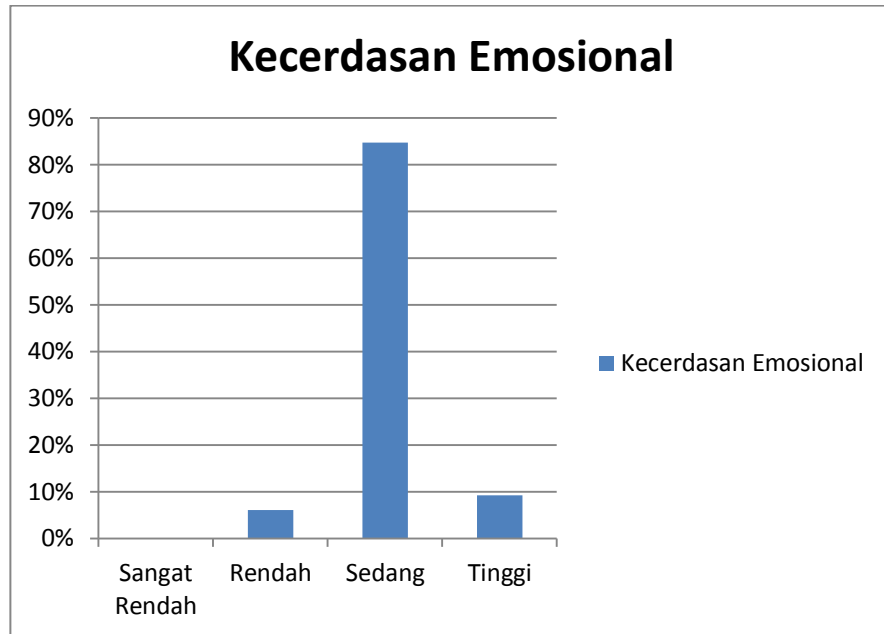 Kecerdasan Emosional
90%
80%
70%
60%
50%
40%
30%
20%
10%
0%
Sangat
Rendah
Rendah
Sedang
Tinggi
Kecerdasan Emosional